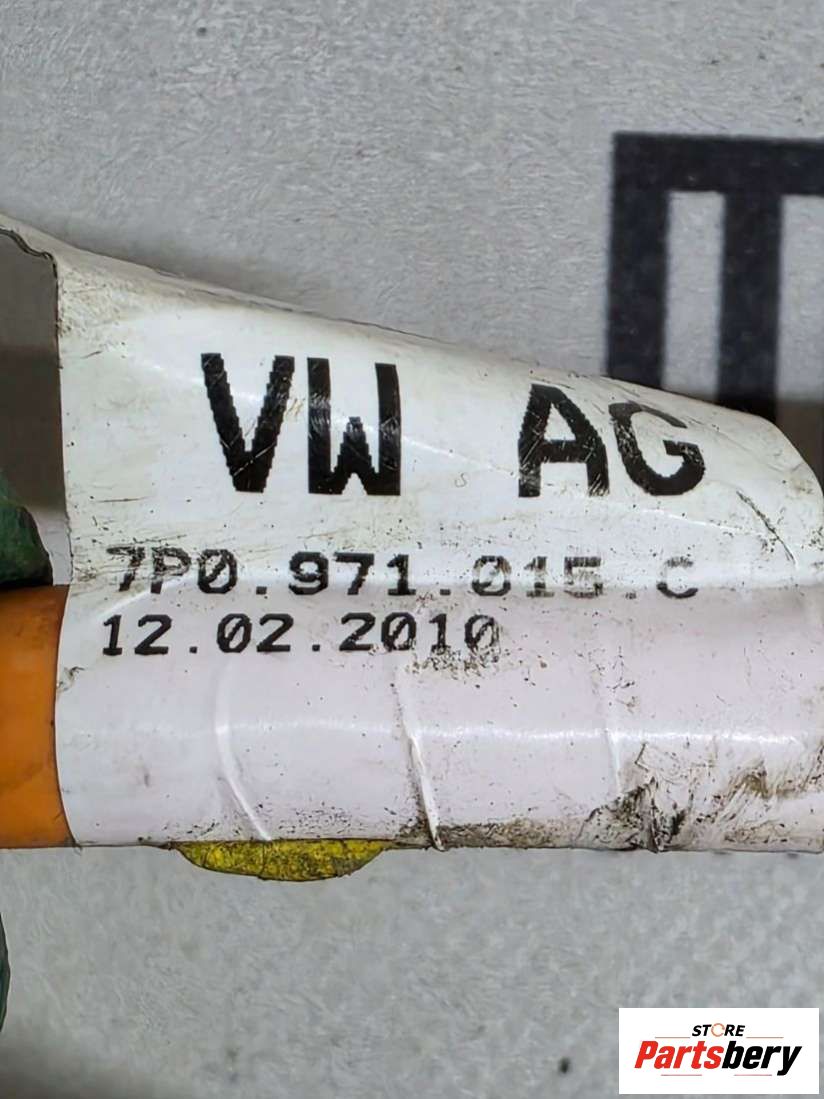 VW AG
7P0.971.015.C
12.02.2010
STORE
Partsbery